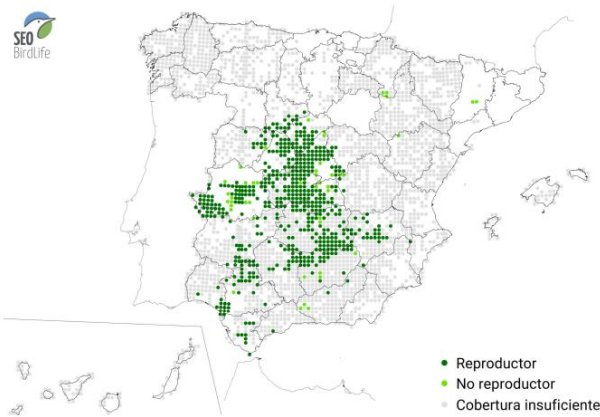 SEO
BirdLife
Reproductor
No reproductor
Cobertura insuficiente